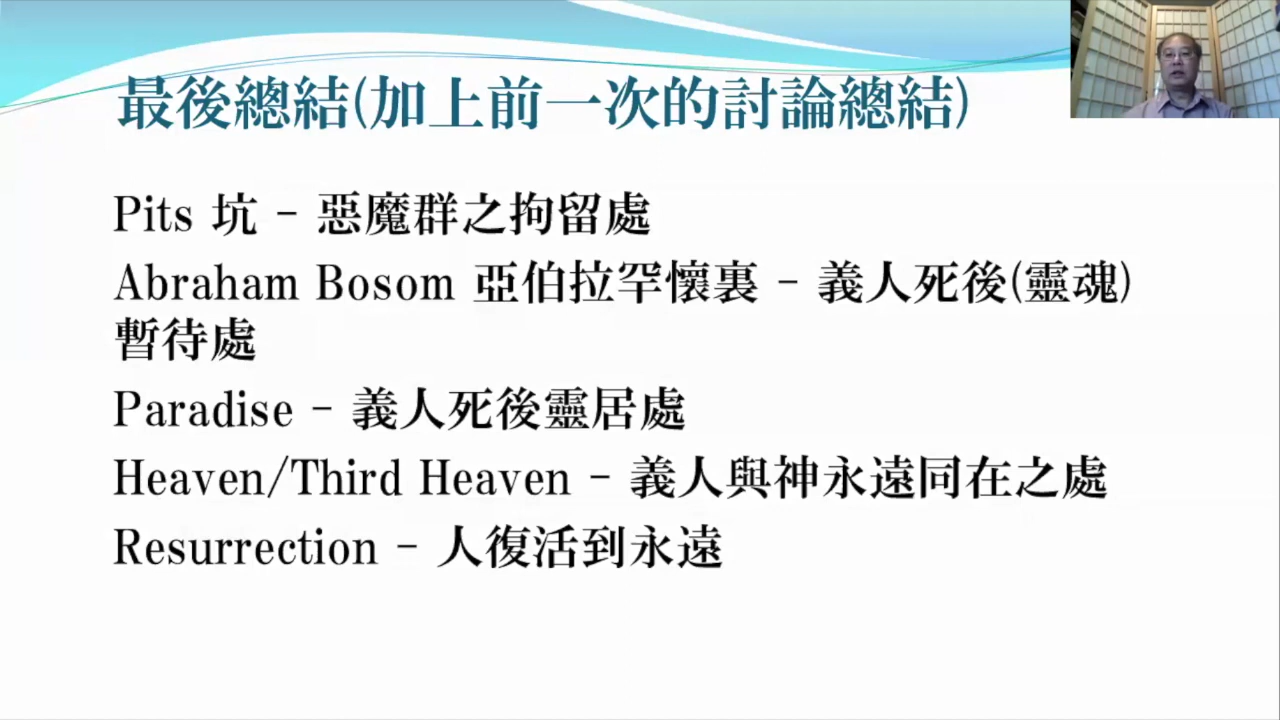 最後總結(加上前一次的討論總結)
Pits 坑 – 惡魔群之拘留處
Abraham Bosom 亞伯拉罕懷裏 – 義人死後(靈魂)
暫待處
Paradise – 義人死後靈居處
Heaven/Third Heaven – 義人與神永遠同在之處
Resurrection – 人復活到永遠